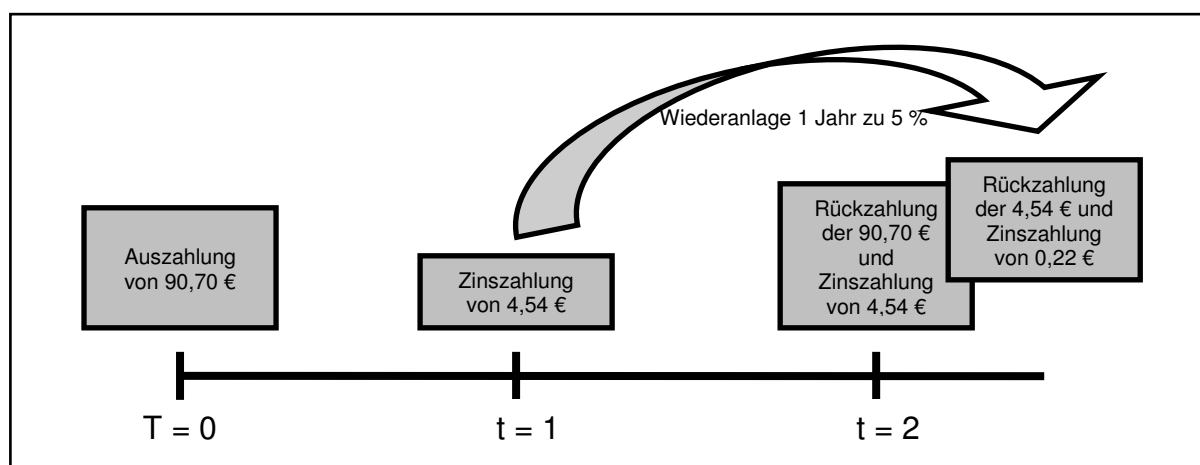 Wiederanlage 1 Jahr zu 5 %
Auszahlung
von 90,70 €
Zinszahlung
von 4,54 €
Rückzahlung
der 90,70 €
und
Zinszahlung
von 4,54 €
Rückzahlung
der 4,54 € und
Zinszahlung
von 0,22 €
T = 0
t = 1
t = 2